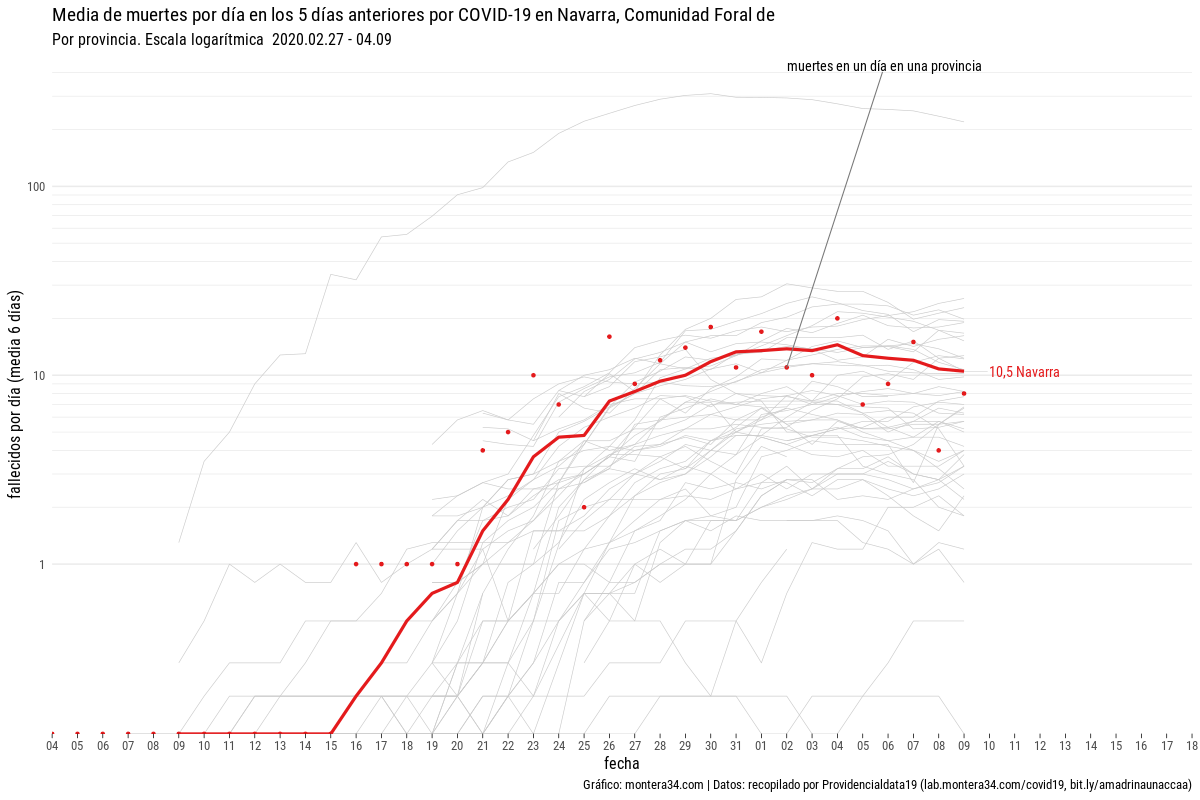 Media de muertes por día en los 5 días anteriores por COVID-19 en Navarra, Comunidad Foral de
Por provincia. Escala logarítmica 2020.02.27 - 04.09
muertes en un día en una provincia
fallecidos por día (media 6 días)
100
10
1
10,5 Navarra
04 05 06 07 08 09 10 11 12 13 14 15 16 17 18 19 20 21 22 23 24 25 26 27 28 29 30 31 01 02 03 04 05 06 07 08 09 10 11 12 13 14 15 16 17 18
fecha
Gráfico: montera34.com | Datos: recopilado por Providencialdata19 (lab.montera34.com/covid19, bit.ly/amadrinaunaccaa)